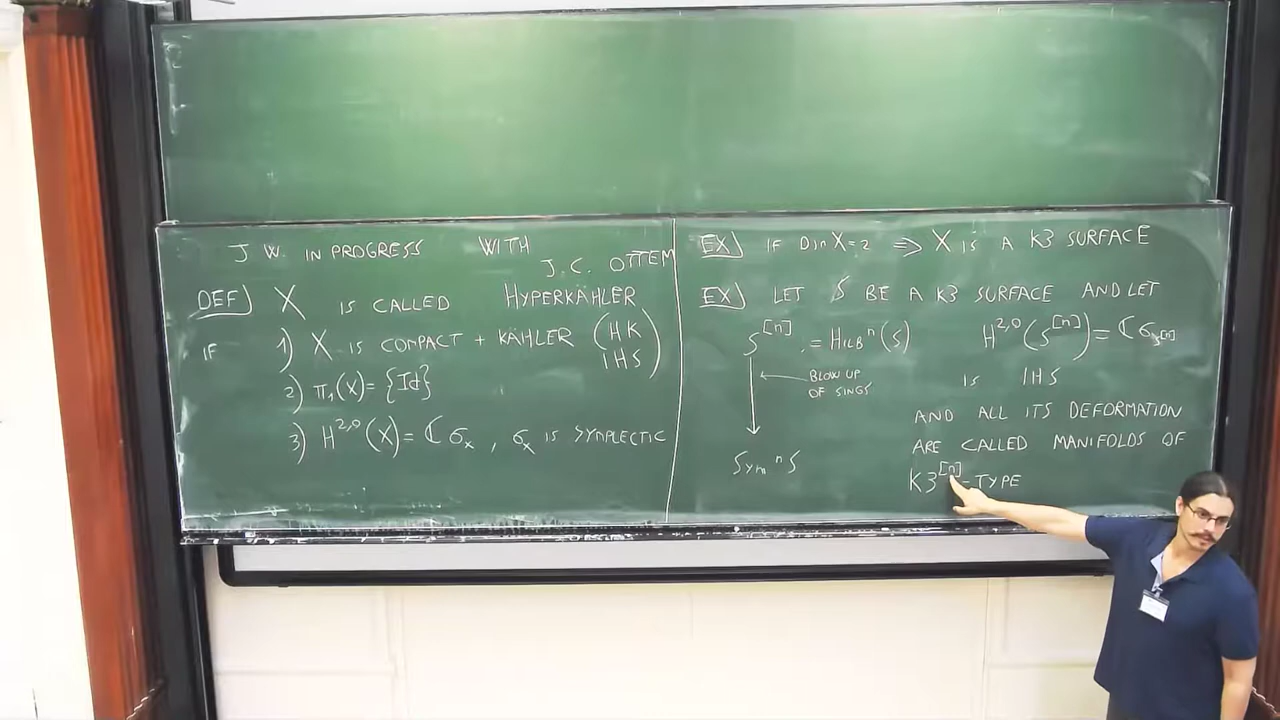 J W. IN PROGRESS WITH
J.C. OTTEM
DEF) X IS CALLED HYPERKÄHLER
IF 1) X IS COMPACT + KÄHLER (HK
IHS)
2) π₁(X) = {Id}
3) H^{2,0}(X) = ℂ σ_X , σ_X IS SYMPLECTIC
EX) IF DIM X=2 ⇒ X IS A K3 SURFACE
EX) LET S BE A K3 SURFACE AND LET
S^{[n]} := HILB^n(S) H^{2,0}(S^{[n]}) = ℂ σ_{S^{[n]}}
← BLOW UP
OF SINGS
IS IHS
AND ALL ITS DEFORMATION
ARE CALLED MANIFOLDS OF
Sym^n S
K3^{[n]}-TYPE